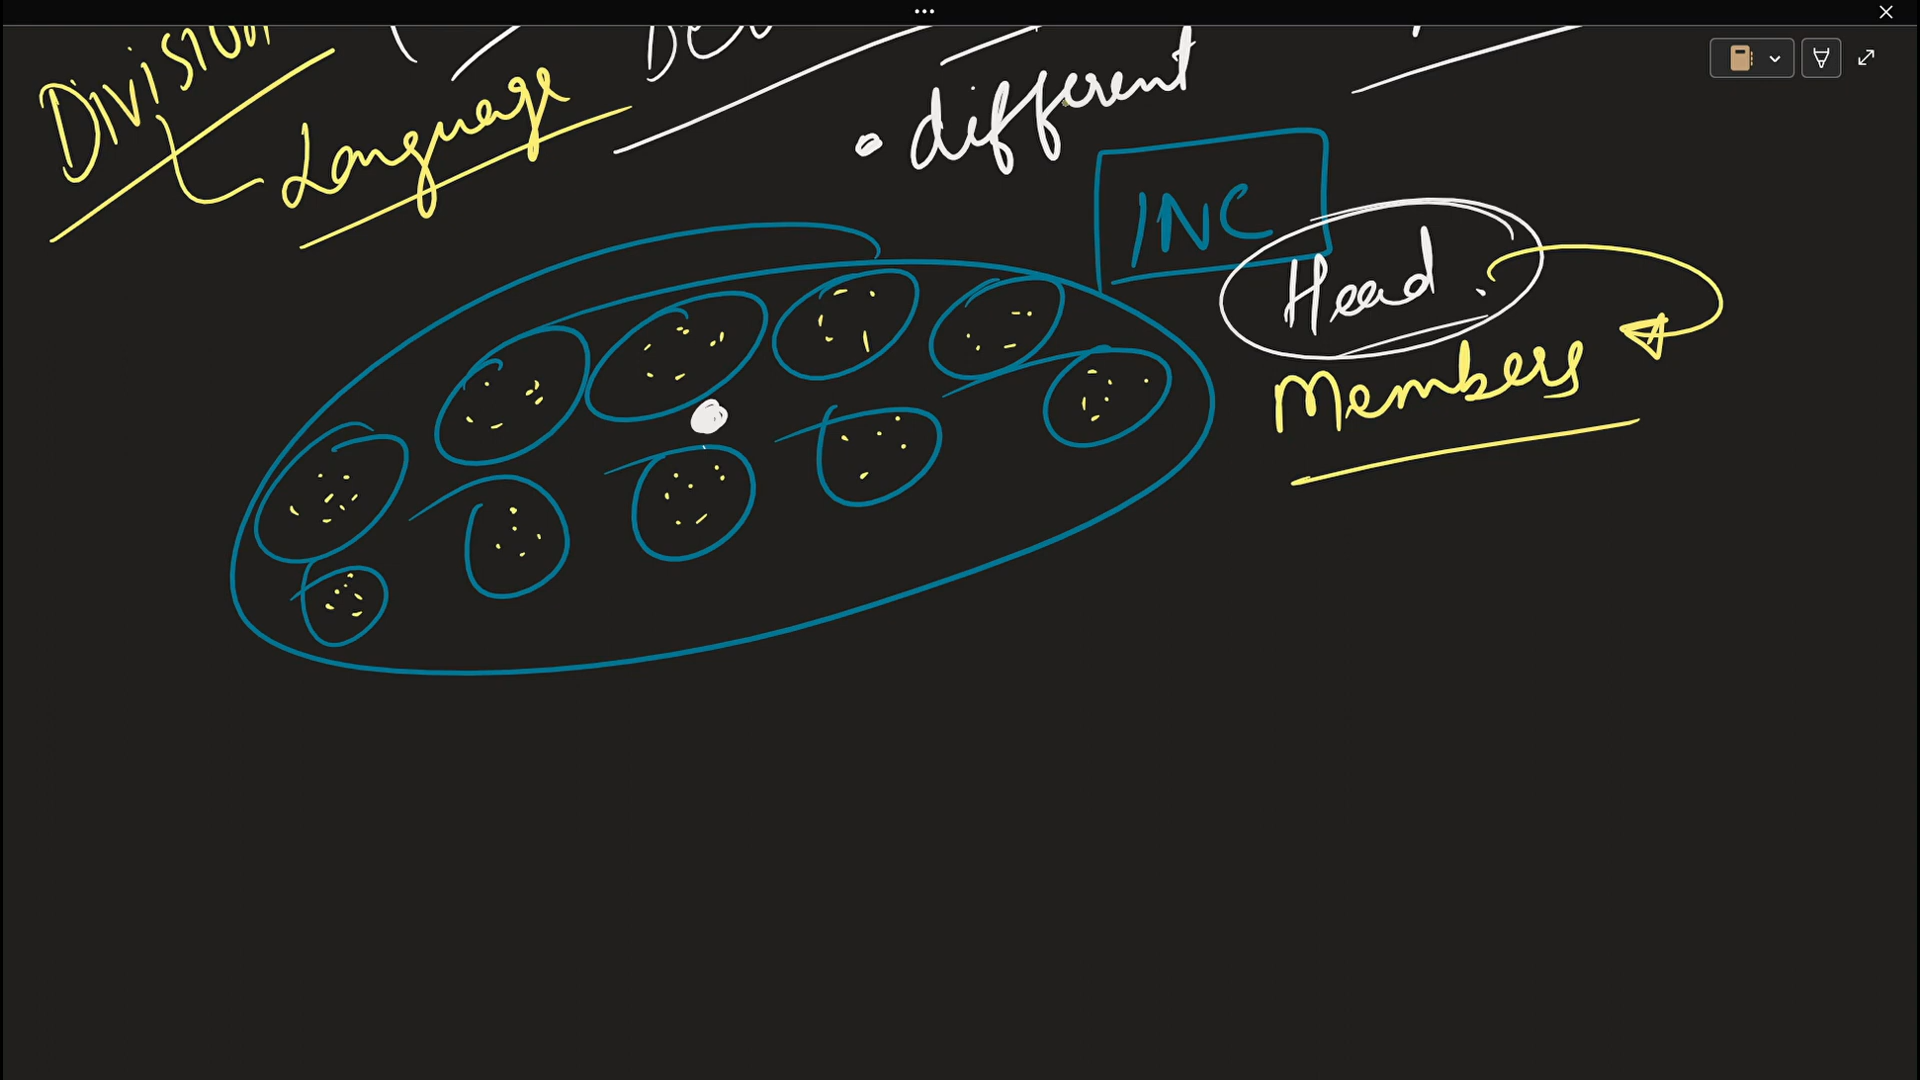 Division
Language
• different
INC
Head.
Members